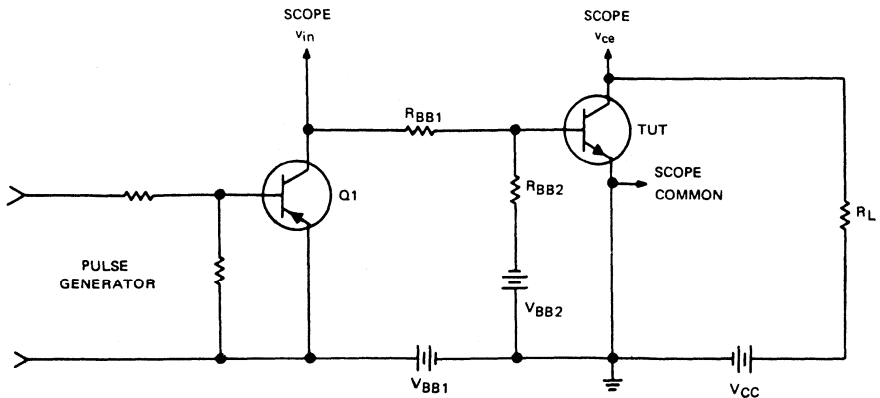 SCOPE
vin
SCOPE
vce
RBB1
TUT
Q1
RBB2
SCOPE
COMMON
RL
PULSE
GENERATOR
VBB2
VBB1
VCC